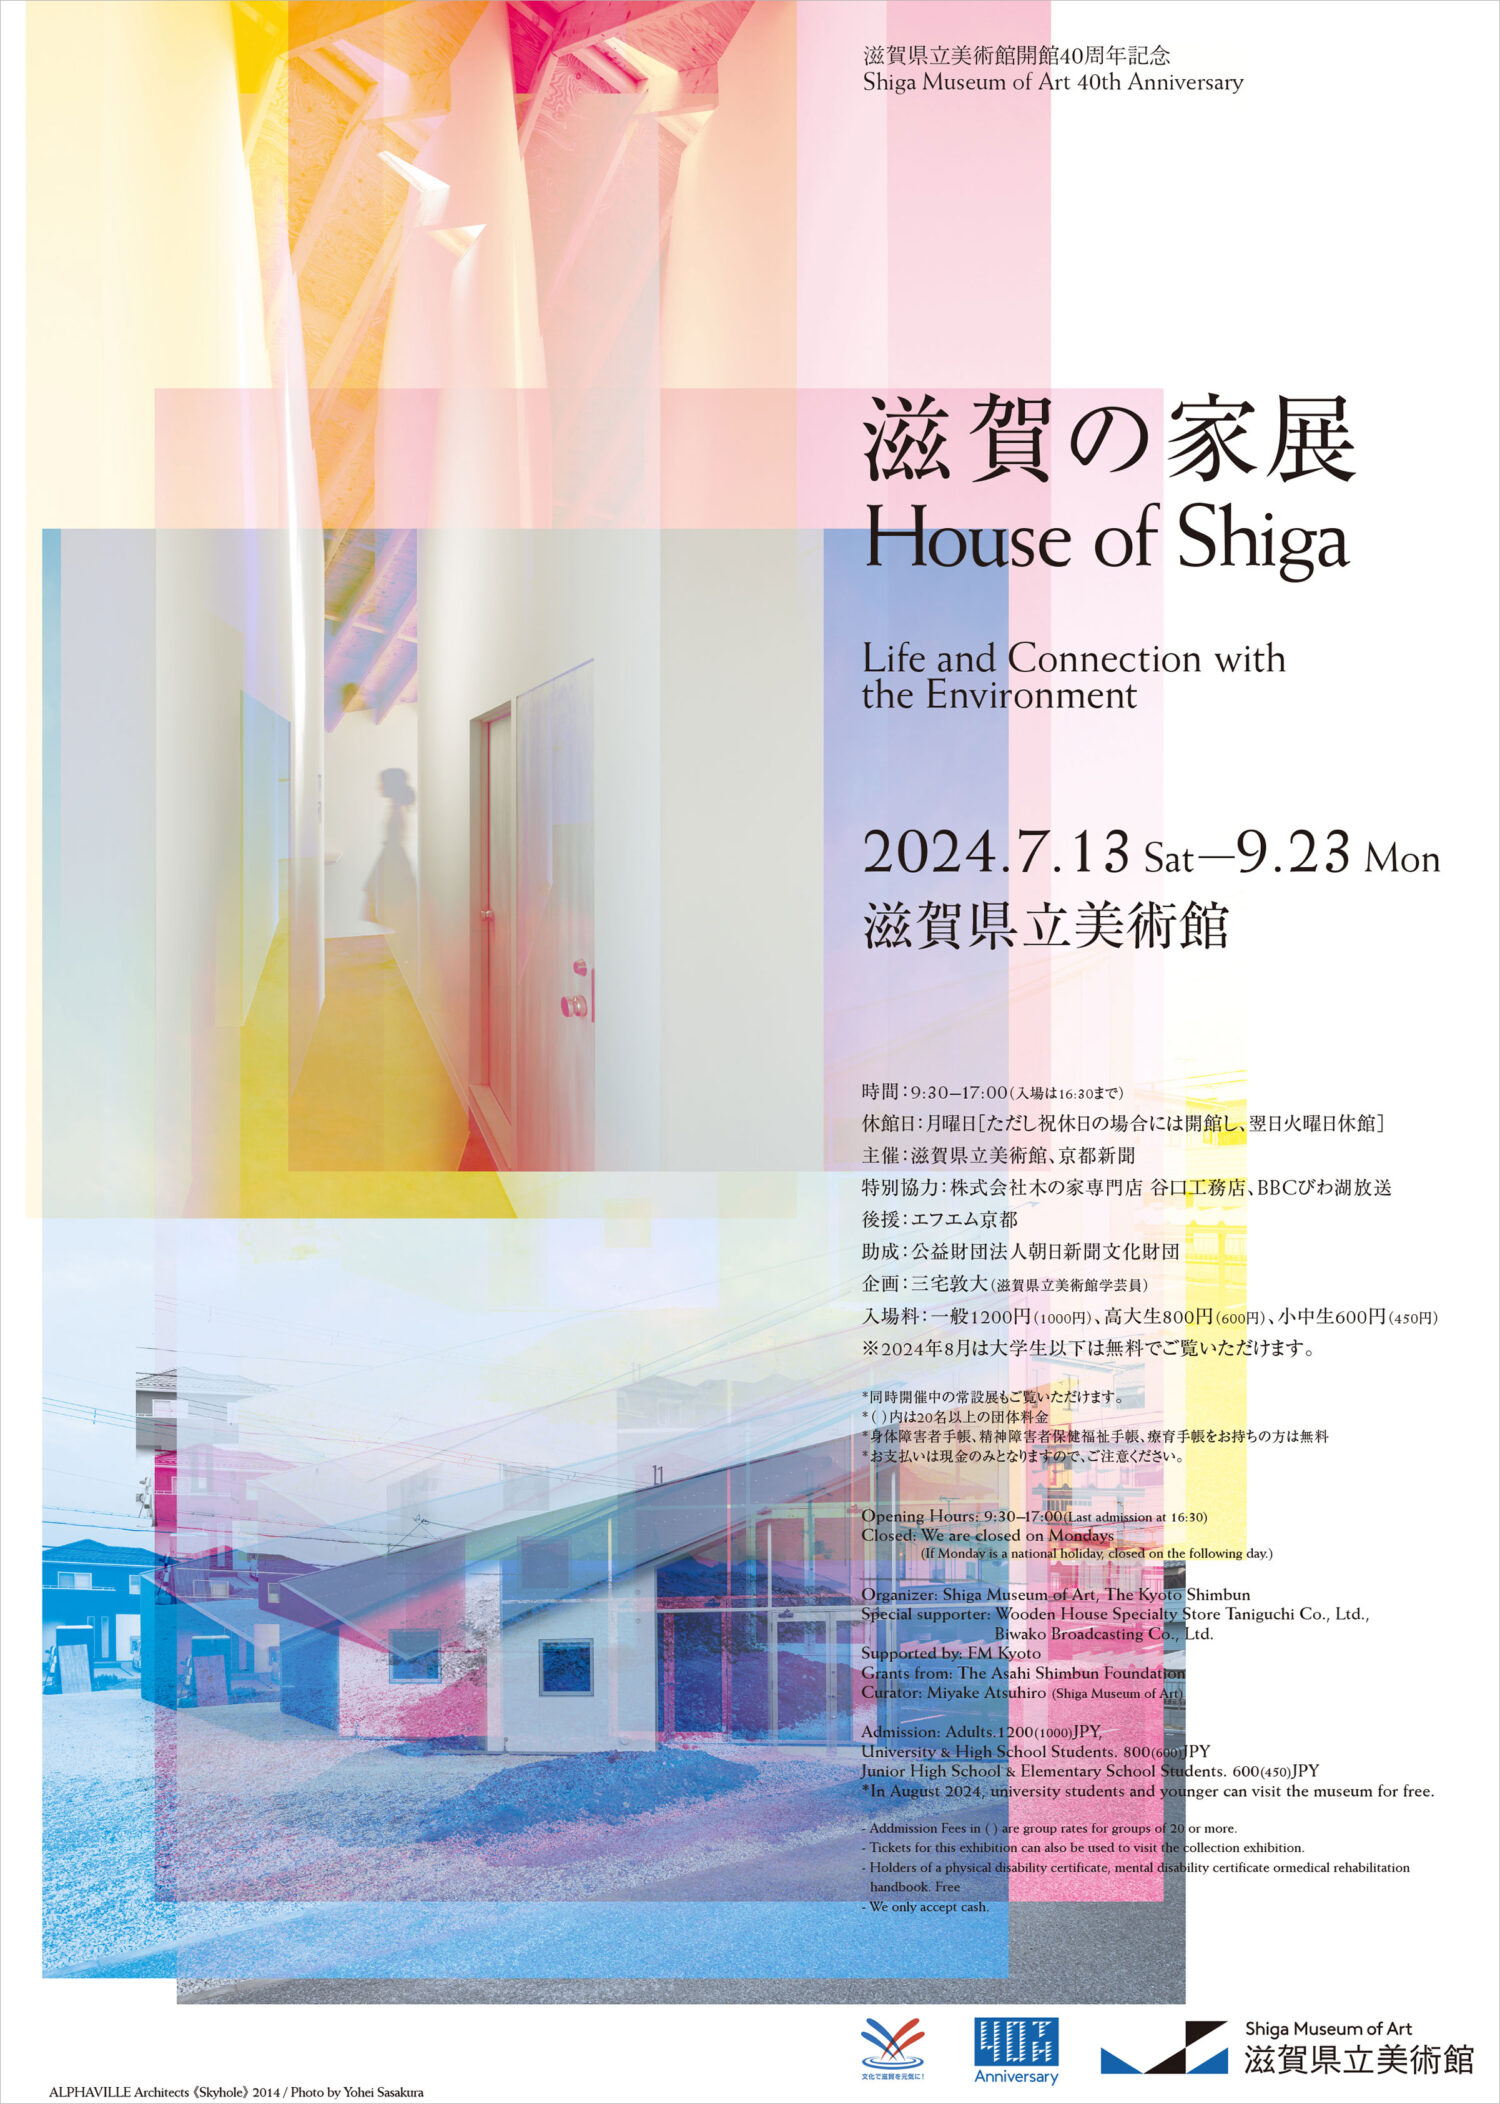 滋賀県立美術館開館40周年記念
Shiga Museum of Art 40th Anniversary
滋賀の家展
House of Shiga
Life and Connection with
the Environment
2024.7.13 Sat—9.23 Mon
滋賀県立美術館
時間：9:30–17:00（入場は16:30まで）
休館日：月曜日［ただし祝休日の場合には開館し、翌日火曜日休館］
主催：滋賀県立美術館、京都新聞
特別協力：株式会社木の家専門店 谷口工務店、BBCびわ湖放送
後援：エフエム京都
助成：公益財団法人朝日新聞文化財団
企画：三宅敦大（滋賀県立美術館学芸員）
入場料：一般1200円（1000円）、高大生800円（600円）、小中生600円（450円）
※2024年8月は大学生以下は無料でご覧いただけます。
*同時開催中の常設展もご覧いただけます。
*（ ）内は20名以上の団体料金
*身体障害者手帳、精神障害者保健福祉手帳、療育手帳をお持ちの方は無料
*お支払いは現金のみとなりますので、ご注意ください。
11
Opening Hours: 9:30–17:00(Last admission at 16:30)
Closed: We are closed on Mondays
(If Monday is a national holiday, closed on the following day.)
Organizer: Shiga Museum of Art, The Kyoto Shimbun
Special supporter: Wooden House Specialty Store Taniguchi Co., Ltd.,
Biwako Broadcasting Co., Ltd.
Supported by: FM Kyoto
Grants from: The Asahi Shimbun Foundation
Curator: Miyake Atsuhiro (Shiga Museum of Art)
Admission: Adults.1200(1000)JPY,
University & High School Students. 800(600)JPY
Junior High School & Elementary School Students. 600(450)JPY
*In August 2024, university students and younger can visit the museum for free.
- Addmission Fees in ( ) are group rates for groups of 20 or more.
- Tickets for this exhibition can also be used to visit the collection exhibition.
- Holders of a physical disability certificate, mental disability certificate ormedical rehabilitation
handbook. Free
- We only accept cash.
文化で滋賀を元気に！
40th
Anniversary
Shiga Museum of Art
滋賀県立美術館
ALPHAVILLE Architects《Skyhole》2014 / Photo by Yohei Sasakura